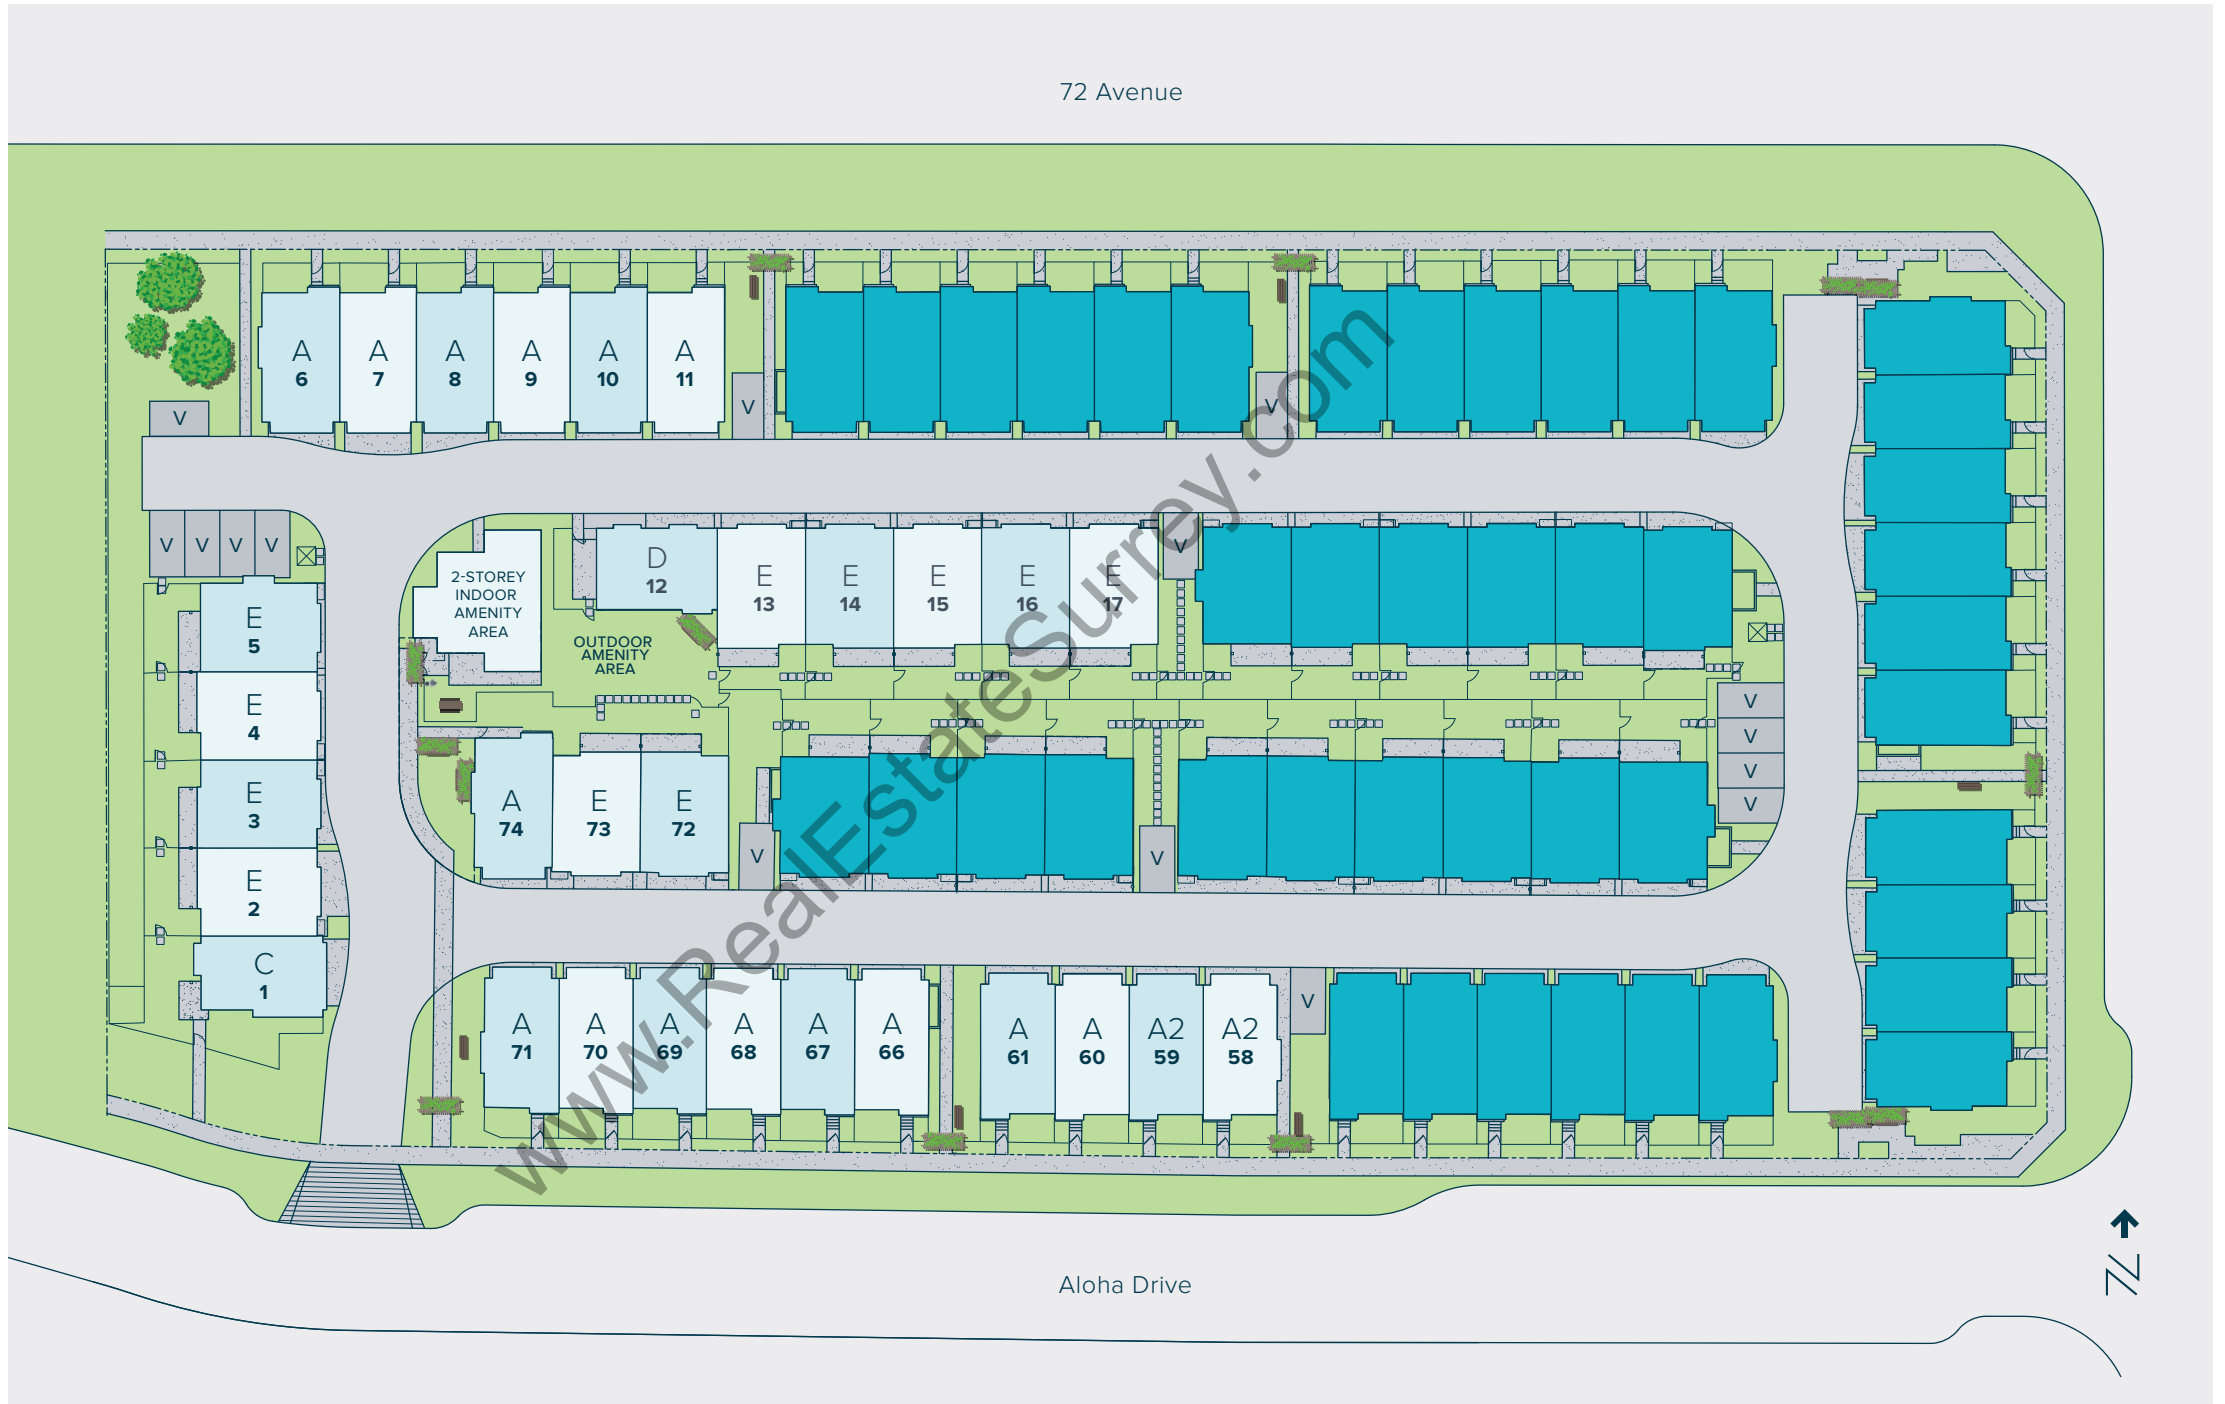 72 Avenue
A A A A A A
6 7 8 9 10 11
V V V
V V V V
2-STOREY
INDOOR
AMENITY
AREA
OUTDOOR
AMENITY
AREA
D E E E E E
12 13 14 15 16 17
V
E
5
E
4
E
3
E
2
C
1
A E E
74 73 72
V V
V
V
V
V
A A A A A A
71 70 69 68 67 66
A A A2 A2
61 60 59 58
V
www.RealEstateSurrey.com
Aloha Drive
N